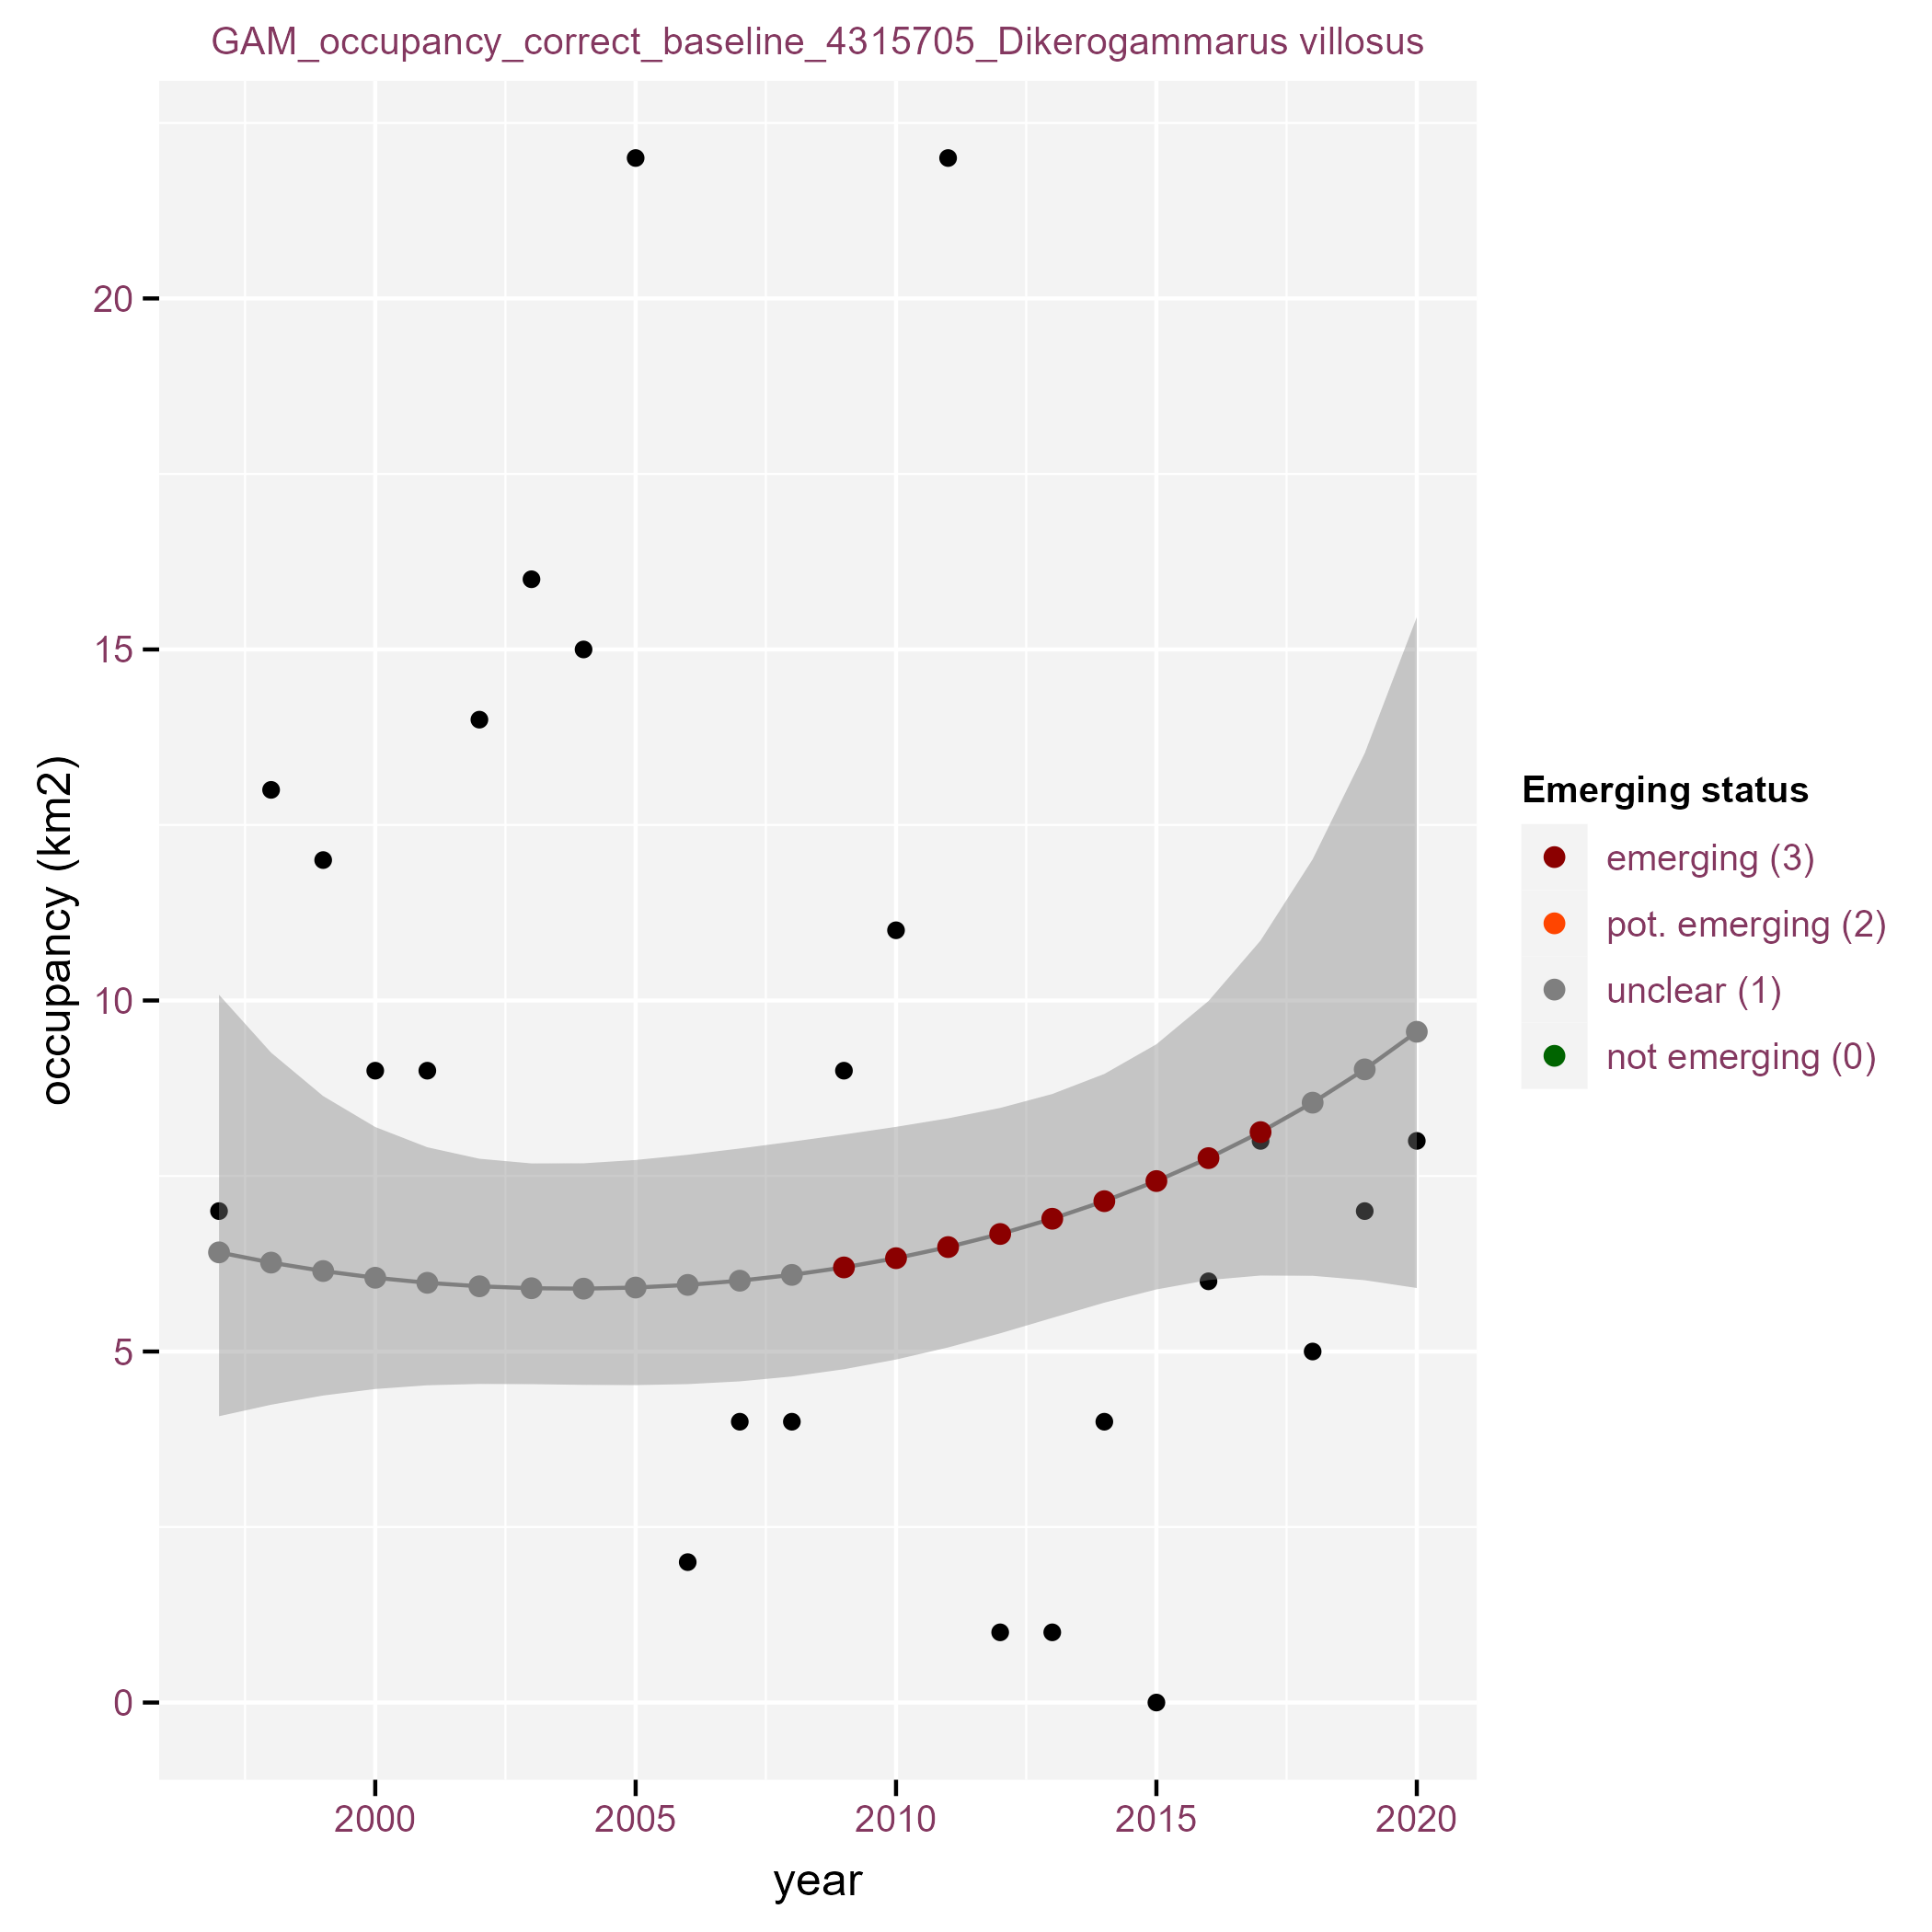 GAM_occupancy_correct_baseline_4315705_Dikerogammarus villosus
occupancy (km2)
20
15
10
5
0
2000 2005 2010 2015 2020
year
Emerging status
emerging (3)
pot. emerging (2)
unclear (1)
not emerging (0)